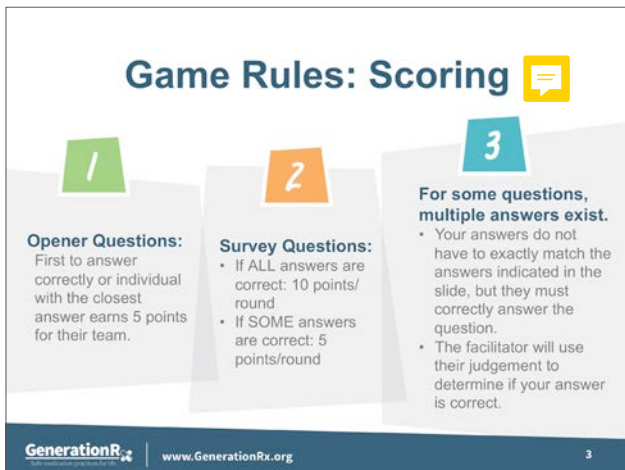 Game Rules: Scoring
1
Opener Questions:
First to answer
correctly or individual
with the closest
answer earns 5 points
for their team.
2
Survey Questions:
• If ALL answers are
correct: 10 points/
round
• If SOME answers
are correct: 5
points/round
3
For some questions,
multiple answers exist.
• Your answers do not
have to exactly match the
answers indicated in the
slide, but they must
correctly answer the
question.
• The facilitator will use
their judgement to
determine if your answer
is correct.
GenerationRx
Safe medication practices for life.
www.GenerationRx.org
3